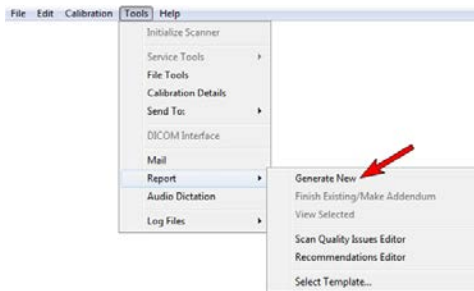 File Edit Calibration Tools Help
Initialize Scanner
Service Tools
File Tools
Calibration Details
Send To:
DICOM Interface
Mail
Report
Audio Dictation
Log Files
Generate New
Finish Existing/Make Addendum
View Selected
Scan Quality Issues Editor
Recommendations Editor
Select Template...